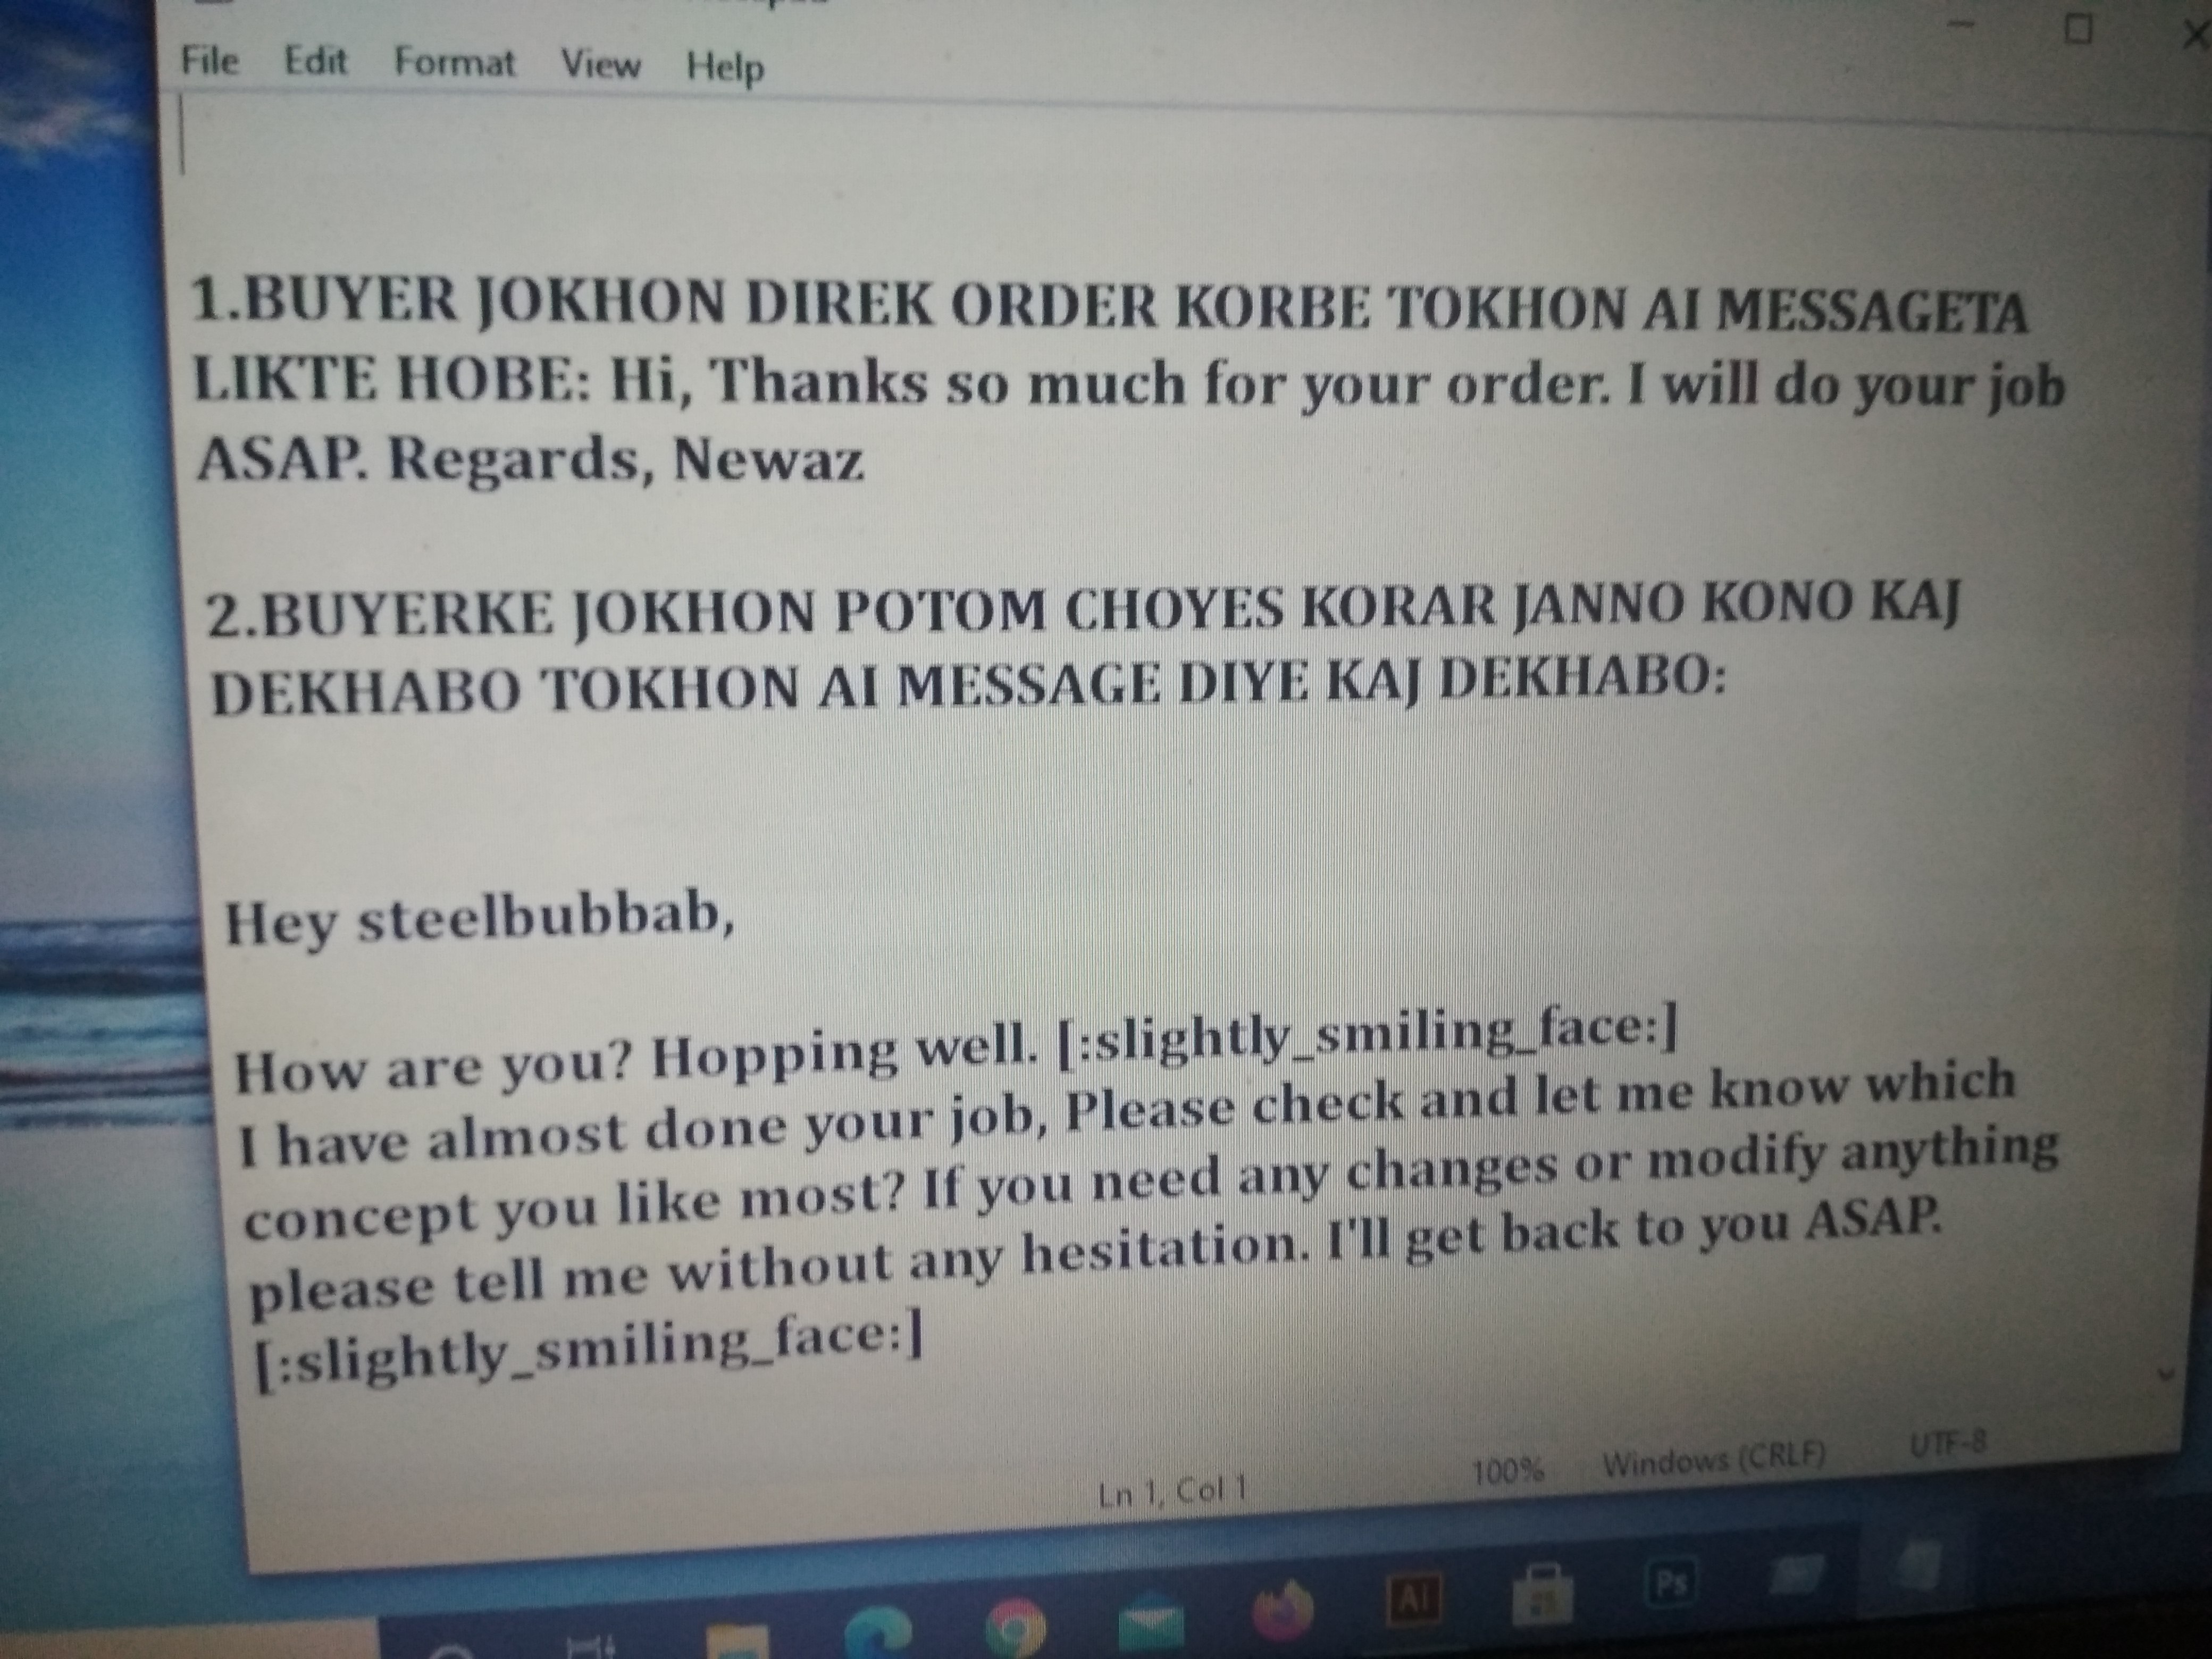 File Edit Format View Help
1.BUYER JOKHON DIREK ORDER KORBE TOKHON AI MESSAGETA
LIKTE HOBE: Hi, Thanks so much for your order. I will do your job
ASAP. Regards, Newaz
2.BUYERKE JOKHON POTOM CHOYES KORAR JANNO KONO KAJ
DEKHABO TOKHON AI MESSAGE DIYE KAJ DEKHABO:
Hey steelbubbab,
How are you? Hopping well. [:slightly_smiling_face:]
I have almost done your job, Please check and let me know which
concept you like most? If you need any changes or modify anything
please tell me without any hesitation. I'll get back to you ASAP.
[:slightly_smiling_face:]
Ln 1, Col 1 100% Windows (CRLF) UTF-8
Ai Ps